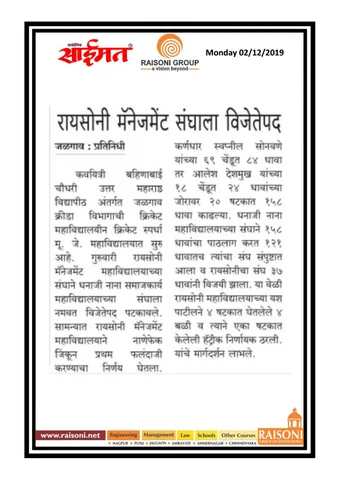 साईमत
RAISONI GROUP
a vision beyond
Monday 02/12/2019
रायसोनी मॅनेजमेंट संघाला विजेतेपद
जळगाव : प्रतिनिधी
कवयित्री बहिणाबाई
चौधरी उत्तर महाराष्ठ
विद्यापीठ अंतर्गत जळगाव
क्रीडा विभागाची क्रिकेट
महाविद्यालयीन क्रिकेट स्पर्धा
मू. जे. महाविद्यालयात सुरु
आहे. गुरुवारी रायसोनी
मॅनेजमेंट महाविद्यालयाच्या
संघाने धनाजी नाना समाजकार्य
महाविद्यालयाच्या संघाला
नमवत विजेतेपद पटकावले.
सामन्यात रायसोनी मॅनेजमेंट
महाविद्यालयाने नाणेफेक
जिंकून प्रथम फलंदाजी
करण्याचा निर्णय घेतला.
कर्णधार स्वप्नील सोनवणे
यांच्या ६९ चेंडूत ८४ धावा
तर आलेश देशमुख यांच्या
१८ चेंडूत २४ धावांच्या
जोरावर २० षटकात १५८
धावा काढल्या. धनाजी नाना
महाविद्यालयाच्या संघाने १५८
धावांचा पाठलाग करत १२१
धावातच त्यांचा संघ संपुष्टात
आला व रायसोनीचा संघ ३७
धावांनी विजयी झाला. या वेळी
रायसोनी महाविद्यालयाच्या यश
पाटीलने ४ षटकात घेतलेले ४
बळी व त्याने एका षटकात
केलेली हॅट्रीक निर्णायक ठरली.
यांचे मार्गदर्शन लाभले.
www.raisoni.net Engineering Management Law Schools Other Courses RAISONI
NAGPUR PUNE JALGAON AMRAVATI AHMEDNAGAR CHHINDWARA